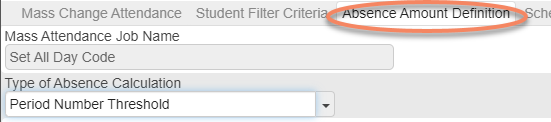 Mass Change Attendance Student Filter Criteria Absence Amount Definition
Mass Attendance Job Name
Set All Day Code
Type of Absence Calculation
Period Number Threshold